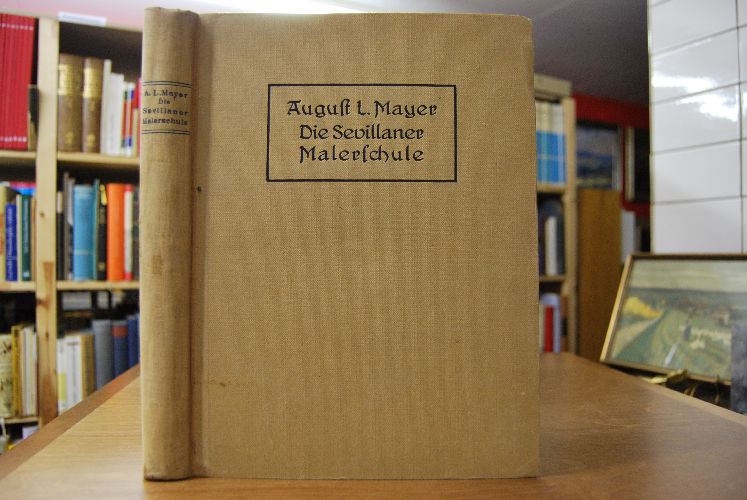 A. L. Mayer
Die
Sevillaner
Malerschule
Auguſt L. Mayer
Die Sevillaner
Malerſchule